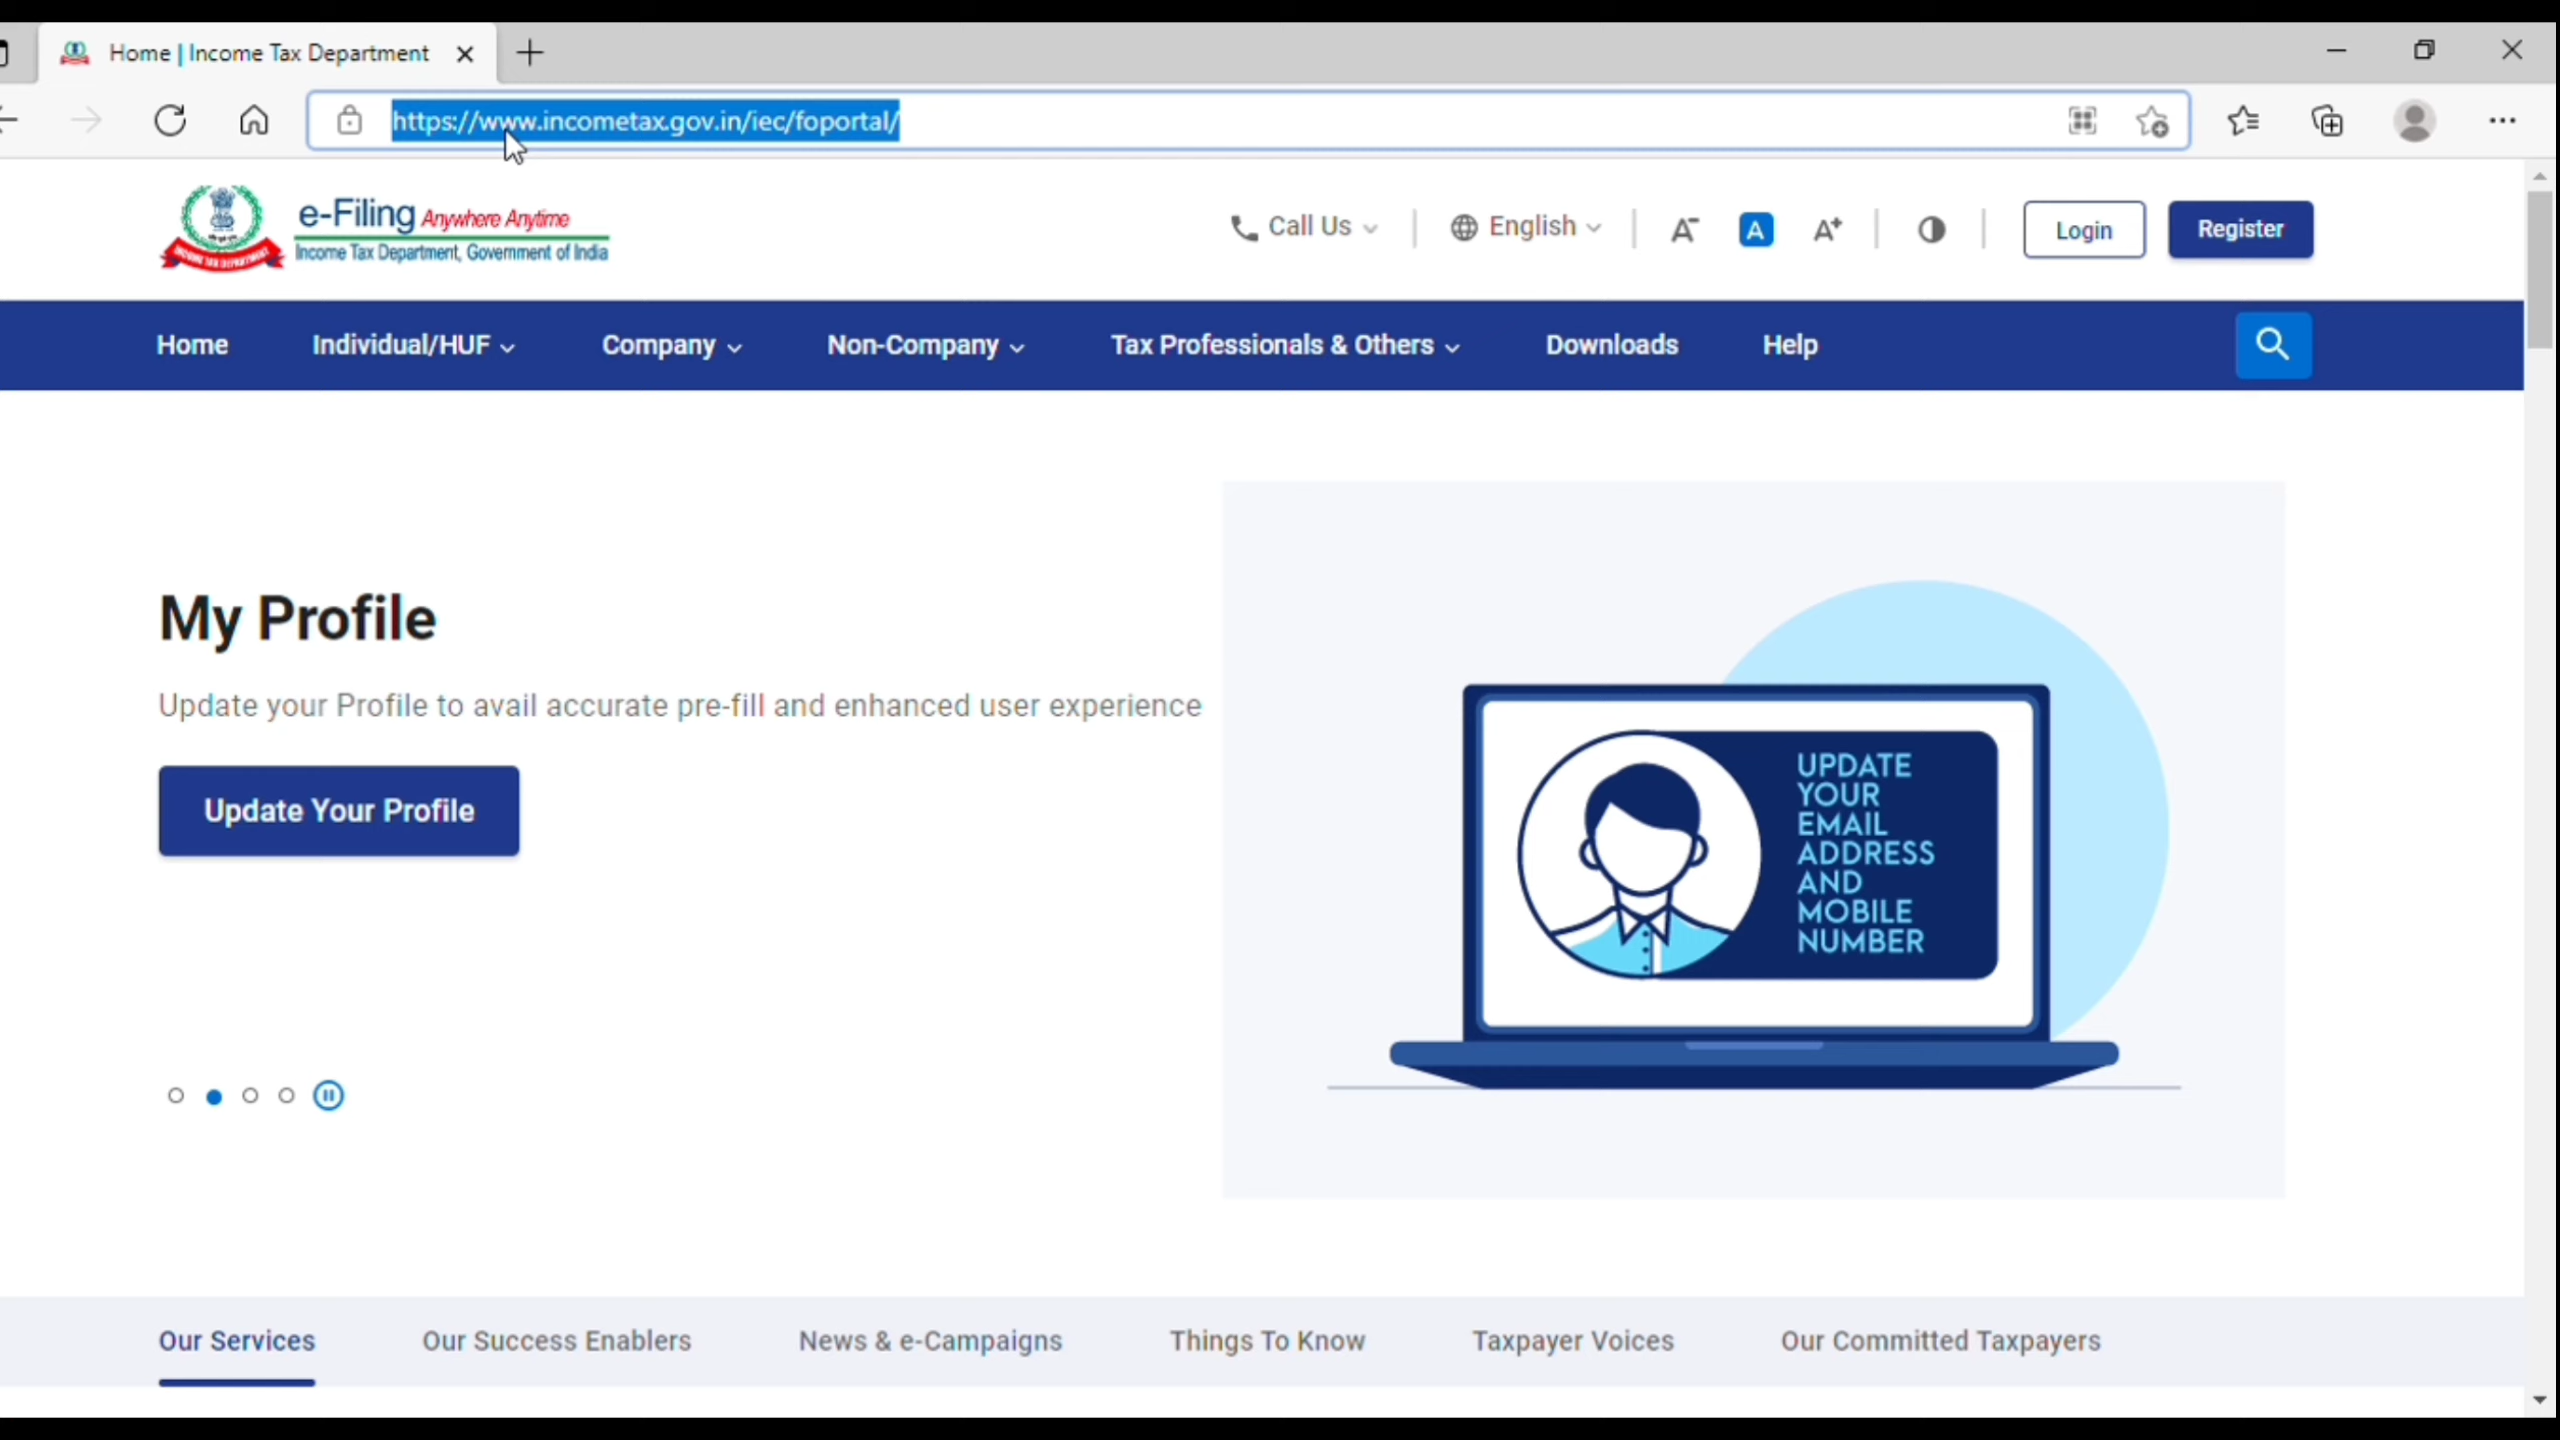 Home | Income Tax Department
https://www.incometax.gov.in/iec/foportal/
e-Filing Anywhere Anytime
Income Tax Department, Government of India
INCOME TAX DEPARTMENT
Call Us
English
A-
A
A+
Login
Register
Home
Individual/HUF
Company
Non-Company
Tax Professionals & Others
Downloads
Help
My Profile
Update your Profile to avail accurate pre-fill and enhanced user experience
Update Your Profile
UPDATE
YOUR
EMAIL
ADDRESS
AND
MOBILE
NUMBER
Our Services
Our Success Enablers
News & e-Campaigns
Things To Know
Taxpayer Voices
Our Committed Taxpayers